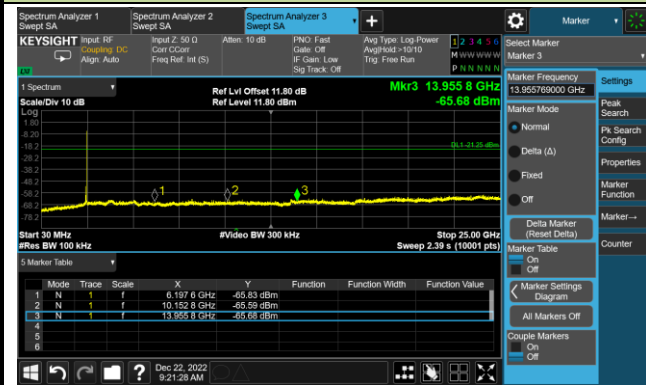 Spectrum Analyzer 1
Swept SA
Spectrum Analyzer 2
Swept SA
Spectrum Analyzer 3
Swept SA
Marker
KEYSIGHT
Input: RF
Coupling: DC
Align: Auto
Input Z: 50 Ω
Corr CCorr
Freq Ref: Int (S)
Atten: 10 dB
PNO: Fast
Gate: Off
IF Gain: Low
Sig Track: Off
Avg Type: Log-Power
Avg|Hold:>10/10
Trig: Free Run
1 2 3 4 5 6
M W W W W W
P N N N N N
LXI
Select Marker
Marker 3
1 Spectrum
Scale/Div 10 dB
Log
Ref Lvl Offset 11.80 dB
Ref Level 11.80 dBm
Mkr3 13.955 8 GHz
-65.68 dBm
1.80
-8.20
-18.2
-28.2
-38.2
-48.2
-58.2
-68.2
-78.2
DL1 -21.25 dBm
1
2
3
Start 30 MHz
#Res BW 100 kHz
#Video BW 300 kHz
Stop 25.00 GHz
Sweep 2.39 s (10001 pts)
5 Marker Table
Mode Trace Scale X Y Function Function Width Function Value
1 N 1 f 6.197 6 GHz -65.83 dBm
2 N 1 f 10.152 8 GHz -65.59 dBm
3 N 1 f 13.955 8 GHz -65.68 dBm
4
5
6
Marker Frequency
13.955769000 GHz
Marker Mode
Normal
Delta (Δ)
Fixed
Off
Delta Marker
(Reset Delta)
Marker Table
On
Off
Marker Settings
Diagram
All Markers Off
Couple Markers
On
Off
Settings
Peak
Search
Pk Search
Config
Properties
Marker
Function
Marker→
Counter
?
Dec 22, 2022
9:21:28 AM